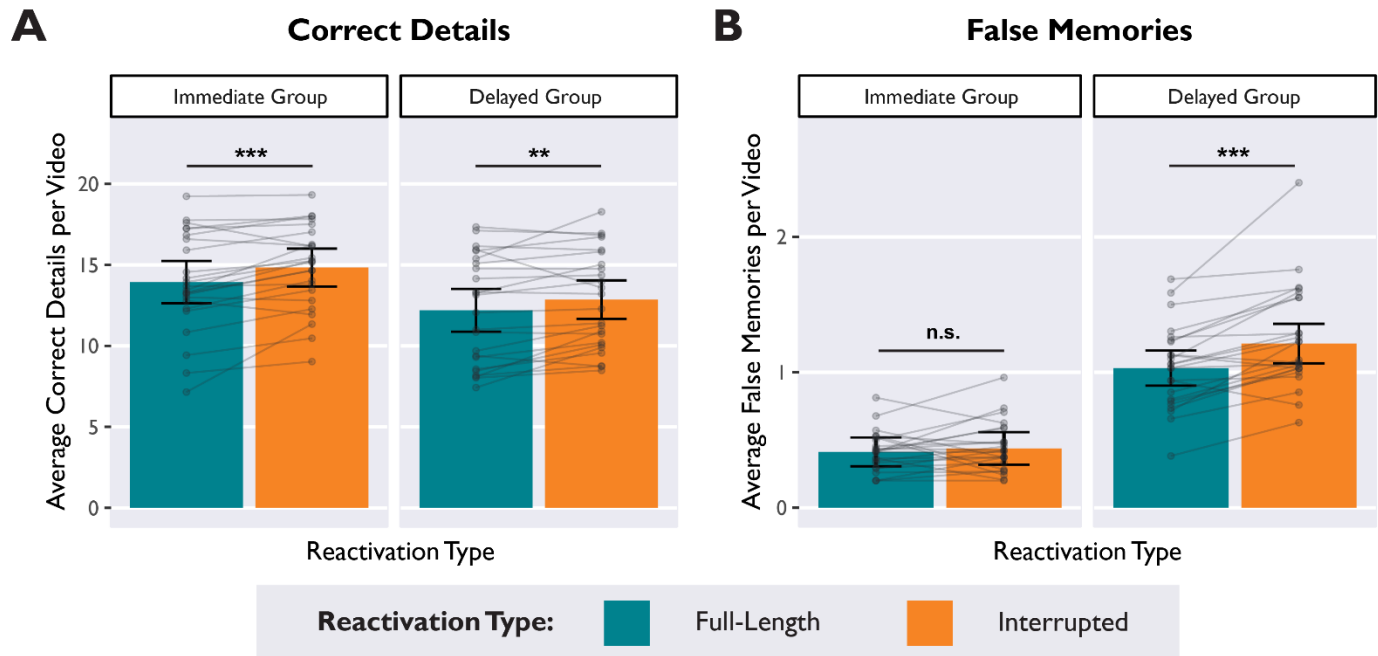 A
Correct Details
Immediate Group
Delayed Group
Average Correct Details per Video
20
15
10
5
0
***
**
Reactivation Type
B
False Memories
Immediate Group
Delayed Group
Average False Memories per Video
2
1
0
n.s.
***
Reactivation Type
Reactivation Type: Full-Length Interrupted